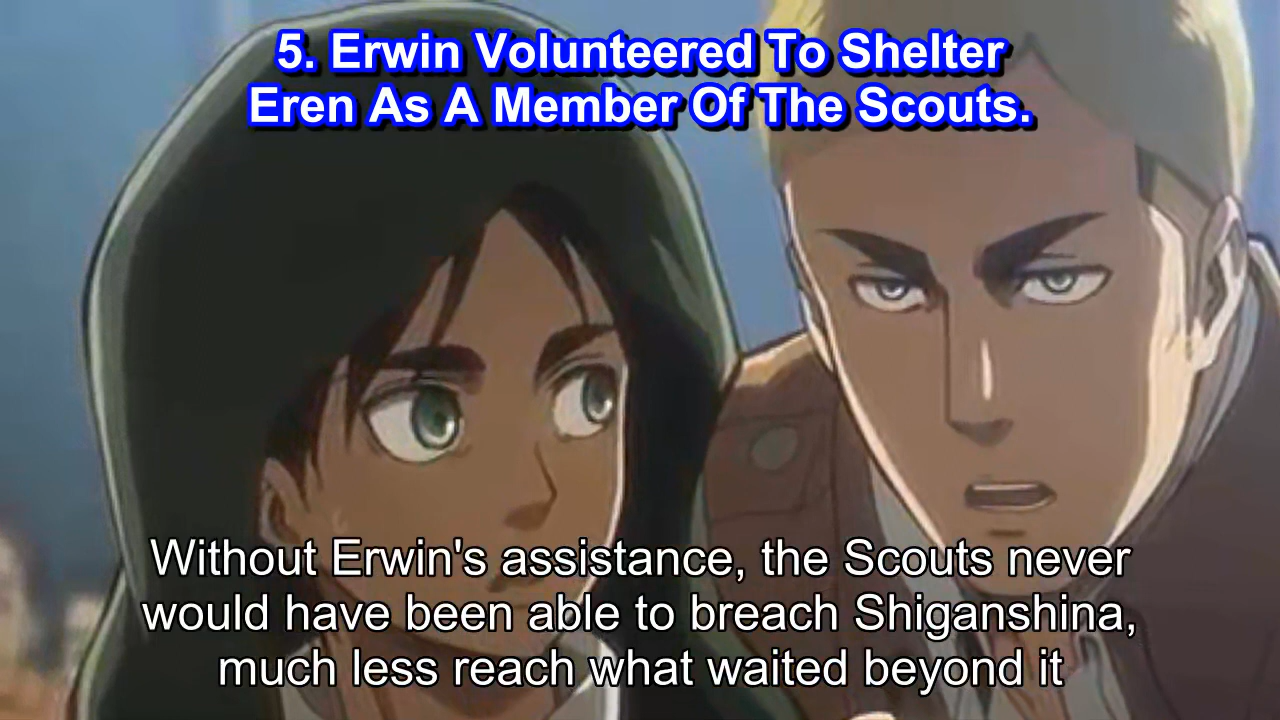 5. Erwin Volunteered To Shelter
Eren As A Member Of The Scouts.
Without Erwin's assistance, the Scouts never
would have been able to breach Shiganshina,
much less reach what waited beyond it